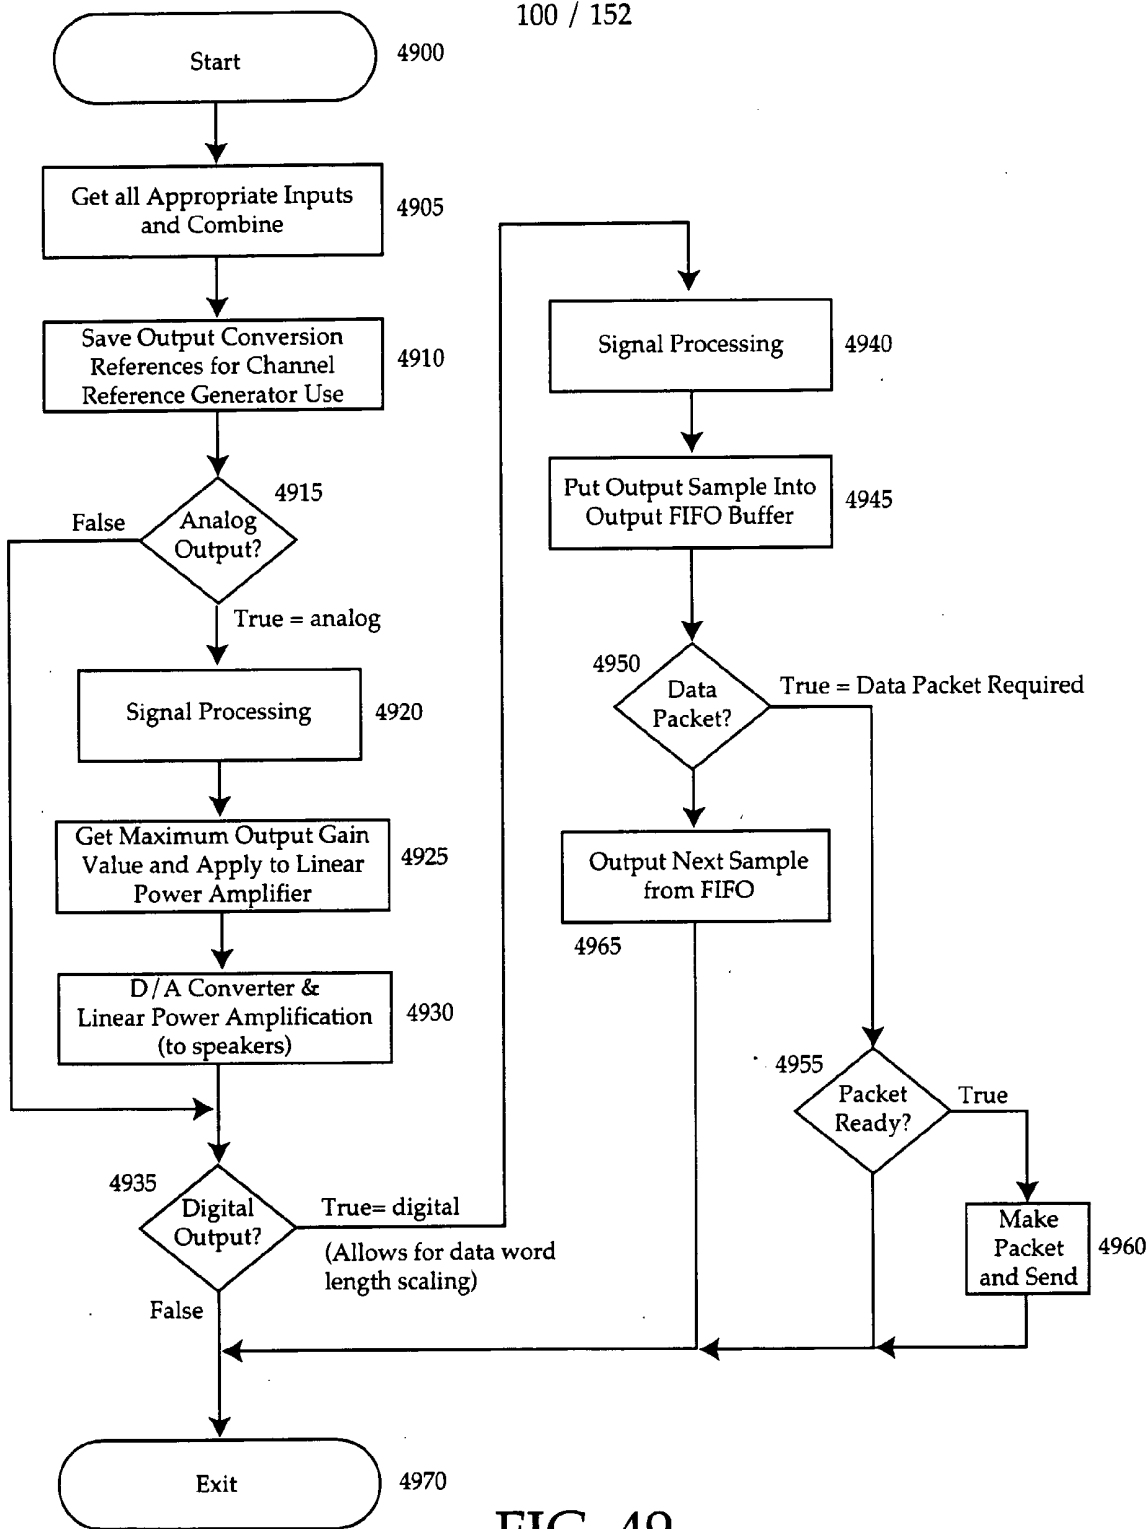 100 / 152
Start
4900
Get all Appropriate Inputs
and Combine
4905
Save Output Conversion
References for Channel
Reference Generator Use
4910
4915
False
Analog
Output?
True = analog
Signal Processing
4920
Get Maximum Output Gain
Value and Apply to Linear
Power Amplifier
4925
D/A Converter &
Linear Power Amplification
(to speakers)
4930
4935
Digital
Output?
True= digital
(Allows for data word
length scaling)
False
Signal Processing
4940
Put Output Sample Into
Output FIFO Buffer
4945
4950
Data
Packet?
True = Data Packet Required
Output Next Sample
from FIFO
4965
4955
Packet
Ready?
True
Make
Packet
and Send
4960
Exit
4970
FIG. 49